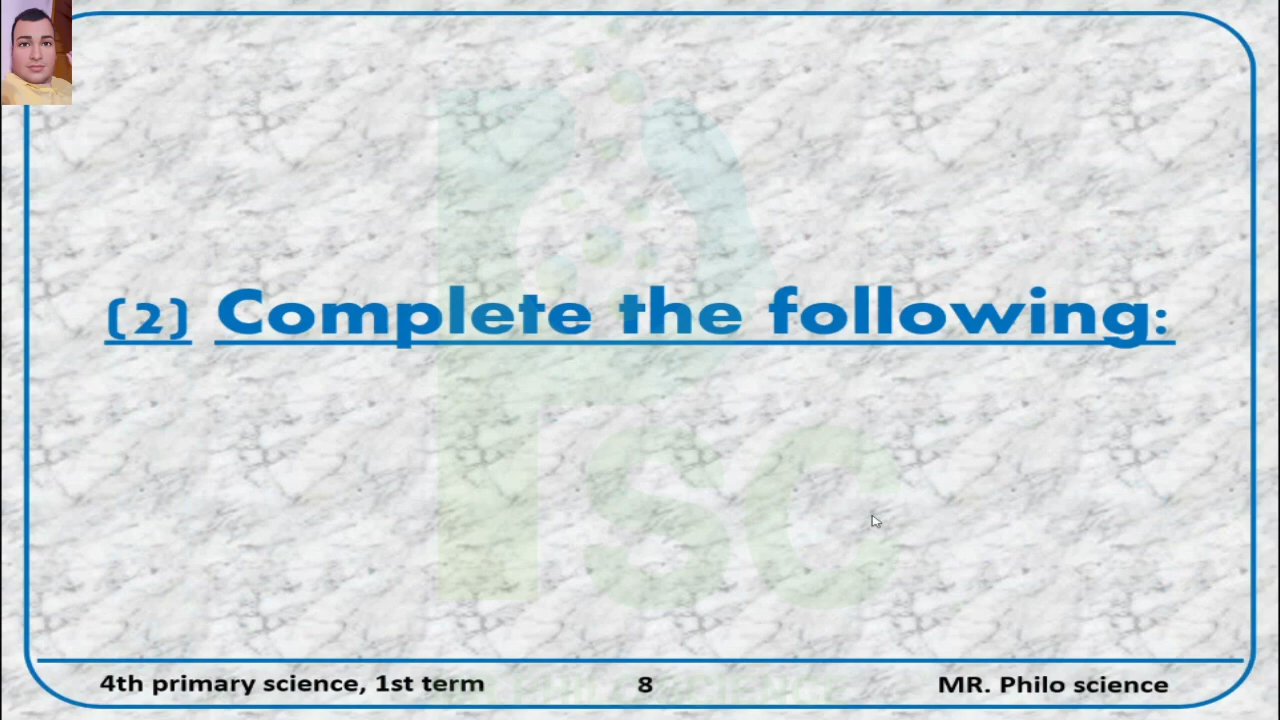 (2) Complete the following:
4th primary science, 1st term 8 MR. Philo science